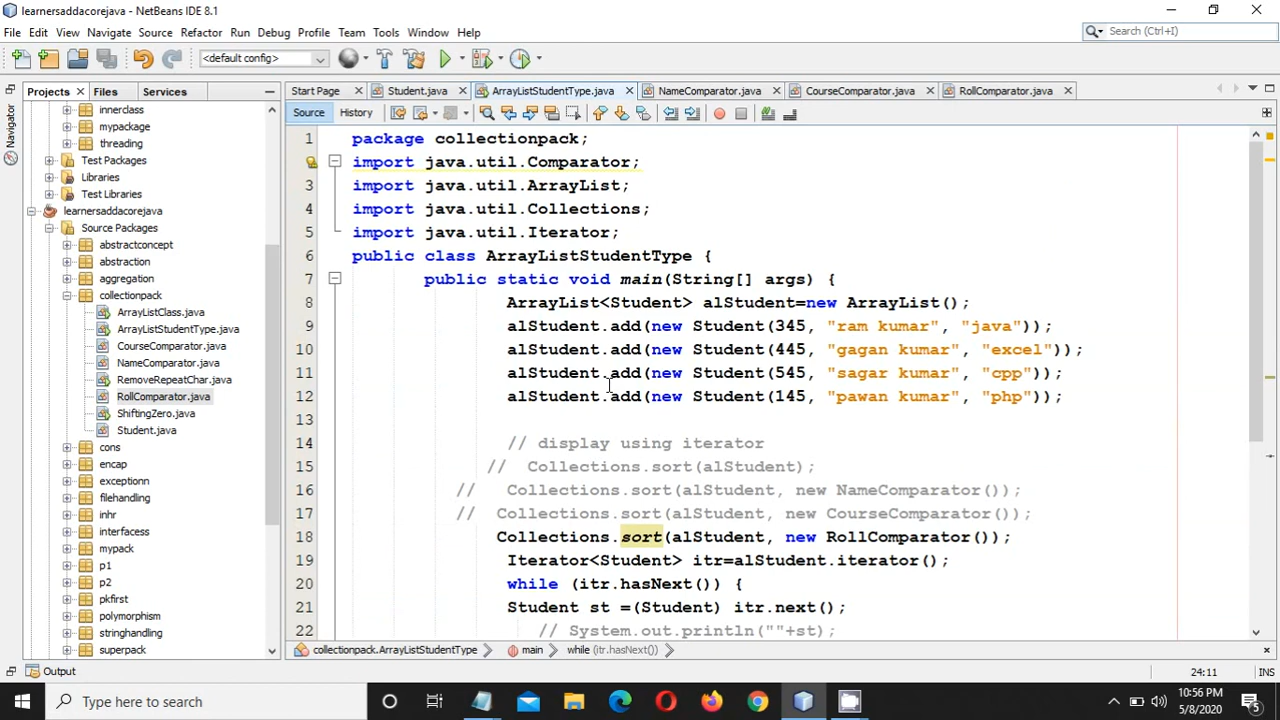 learnersaddacorejava - NetBeans IDE 8.1
File Edit View Navigate Source Refactor Run Debug Profile Team Tools Window Help
Search (Ctrl+I)
<default config>
Projects Files Services
Start Page Student.java ArrayListStudentType.java NameComparator.java CourseComparator.java RollComparator.java
Source History
Navigator
innerclass
mypackage
threading
Test Packages
Libraries
Test Libraries
learnersaddacorejava
Source Packages
abstractconcept
abstraction
aggregation
collectionpack
ArrayListClass.java
ArrayListStudentType.java
CourseComparator.java
NameComparator.java
RemoveRepeatChar.java
RollComparator.java
ShiftingZero.java
Student.java
cons
encap
exceptionn
filehandling
inhr
interfacess
mypack
p1
p2
pkfirst
polymorphism
stringhandling
superpack
1 package collectionpack;
import java.util.Comparator;
3 import java.util.ArrayList;
4 import java.util.Collections;
5 import java.util.Iterator;
6 public class ArrayListStudentType {
7 public static void main(String[] args) {
8 ArrayList<Student> alStudent=new ArrayList();
9 alStudent.add(new Student(345, "ram kumar", "java"));
10 alStudent.add(new Student(445, "gagan kumar", "excel"));
11 alStudent.add(new Student(545, "sagar kumar", "cpp"));
12 alStudent.add(new Student(145, "pawan kumar", "php"));
13
14 // display using iterator
15 // Collections.sort(alStudent);
16 // Collections.sort(alStudent, new NameComparator());
17 // Collections.sort(alStudent, new CourseComparator());
18 Collections.sort(alStudent, new RollComparator());
19 Iterator<Student> itr=alStudent.iterator();
20 while (itr.hasNext()) {
21 Student st =(Student) itr.next();
22 // System.out.println(""+st);
collectionpack.ArrayListStudentType main while (itr.hasNext())
Output
24:11 INS
Type here to search
10:56 PM
5/8/2020
5